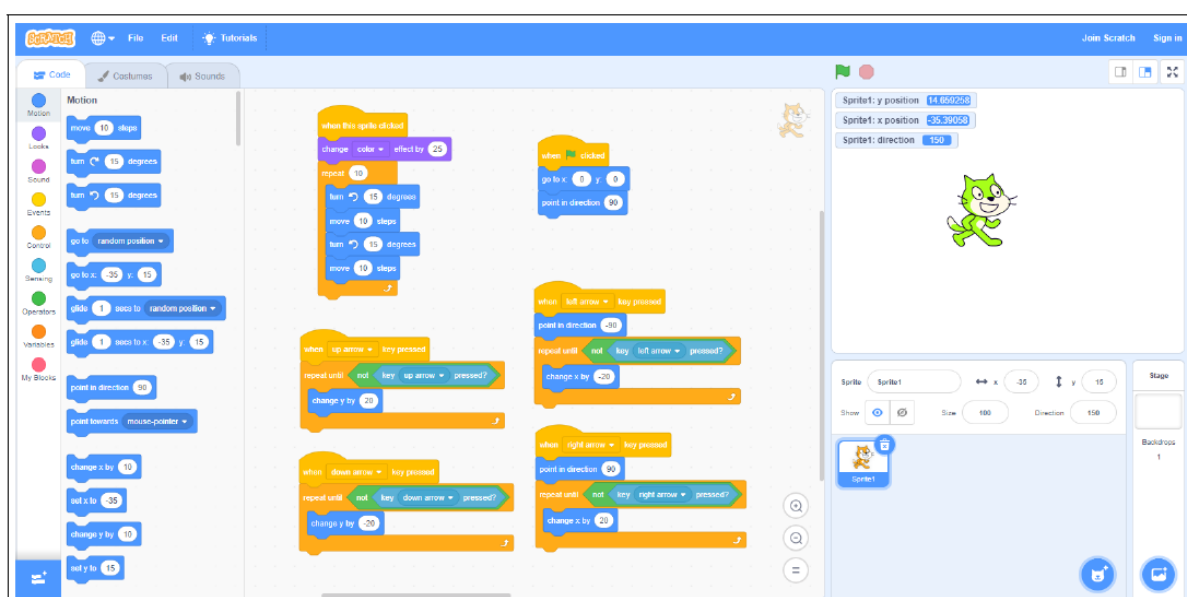 SCRATCH File Edit Tutorials Join Scratch Sign in
Code Costumes Sounds
Motion
Looks
Sound
Events
Control
Sensing
Operators
Variables
My Blocks
Motion
move 10 steps
turn 15 degrees
turn 15 degrees
go to random position
go to x: -35 y: 15
glide 1 secs to random position
glide 1 secs to x: -35 y: 15
point in direction 90
point towards mouse-pointer
change x by 10
set x to -35
change y by 10
set y to 15
when this sprite clicked
change color effect by 25
repeat 10
turn 15 degrees
move 10 steps
turn 15 degrees
move 10 steps
when clicked
go to x: 0 y: 0
point in direction 90
when up arrow key pressed
repeat until not key up arrow pressed?
change y by 20
when down arrow key pressed
repeat until not key down arrow pressed?
change y by -20
when left arrow key pressed
point in direction -90
repeat until not key left arrow pressed?
change x by -20
when right arrow key pressed
point in direction 90
repeat until not key right arrow pressed?
change x by 20
Sprite1: y position 14.659258
Sprite1: x position -35.39058
Sprite1: direction 150
Sprite Sprite1 x -35 y 15
Show Size 100 Direction 150
Sprite1
Stage
Backdrops
1